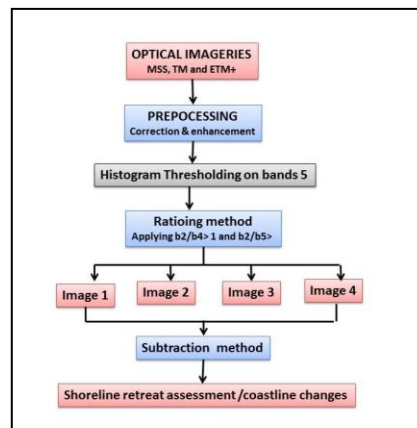 OPTICAL IMAGERIES
MSS, TM and ETM+
PREPOCESSING
Correction & enhancement
Histogram Thresholding on bands 5
Ratioing method
Applying b2/b4> 1 and b2/b5>
Image 1
Image 2
Image 3
Image 4
Subtraction method
Shoreline retreat assessment /coastline changes